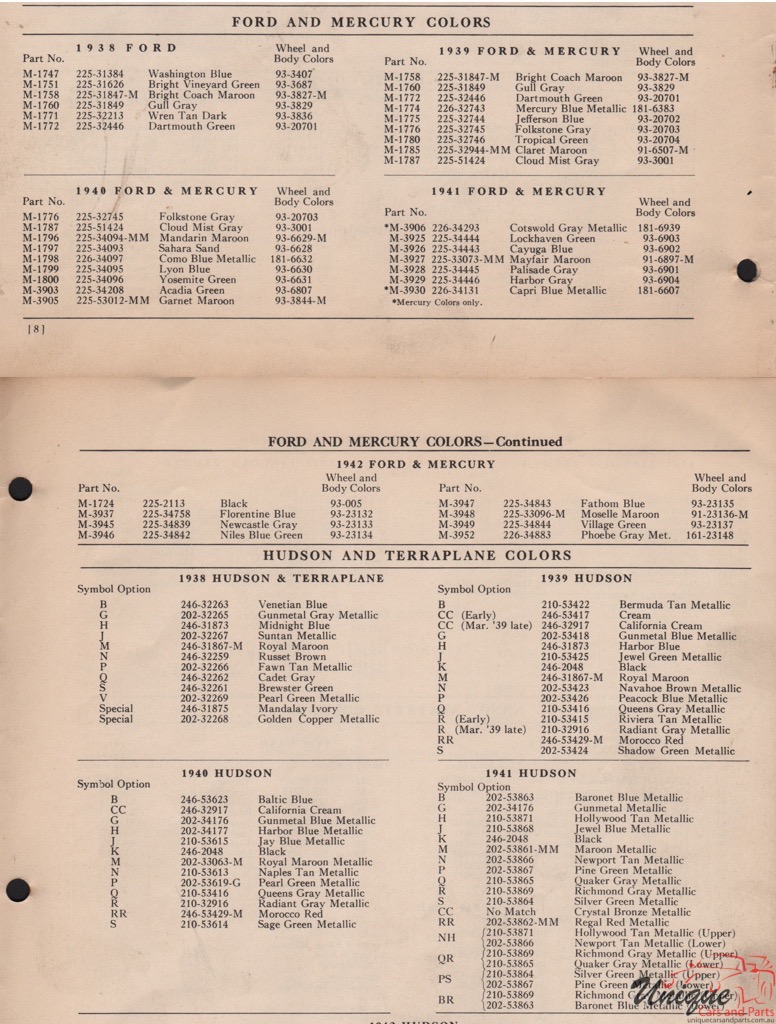 FORD AND MERCURY COLORS
1938 FORD
Part No.
Wheel and
Body Colors
M-1747 225-31384 Washington Blue 93-3407
M-1751 225-31626 Bright Vineyard Green 93-3687
M-1758 225-31847-M Bright Coach Maroon 93-3827-M
M-1760 225-31849 Gull Gray 93-3829
M-1771 225-32213 Wren Tan Dark 93-3836
M-1772 225-32446 Dartmouth Green 93-20701
1939 FORD & MERCURY
Part No.
Wheel and
Body Colors
M-1758 225-31847-M Bright Coach Maroon 93-3827-M
M-1760 225-31849 Gull Gray 93-3829
M-1772 225-32446 Dartmouth Green 93-20701
M-1774 226-32743 Mercury Blue Metallic 181-6383
M-1775 225-32744 Jefferson Blue 93-20702
M-1776 225-32745 Folkstone Gray 93-20703
M-1780 225-32746 Tropical Green 93-20704
M-1785 225-32944-MM Claret Maroon 91-6507-M
M-1787 225-51424 Cloud Mist Gray 93-3001
1940 FORD & MERCURY
Part No.
Wheel and
Body Colors
M-1776 225-32745 Folkstone Gray 93-20703
M-1787 225-51424 Cloud Mist Gray 93-3001
M-1796 225-34094-MM Mandarin Maroon 93-6629-M
M-1797 225-34093 Sahara Sand 93-6628
M-1798 226-34097 Como Blue Metallic 181-6632
M-1799 225-34095 Lyon Blue 93-6630
M-1800 225-34096 Yosemite Green 93-6631
M-3903 225-34208 Acadia Green 93-6807
M-3905 225-53012-MM Garnet Maroon 93-3844-M
1941 FORD & MERCURY
Part No.
Wheel and
Body Colors
*M-3906 226-34293 Cotswold Gray Metallic 181-6939
M-3925 225-34444 Lockhaven Green 93-6903
M-3926 225-34443 Cayuga Blue 93-6902
M-3927 225-33073-MM Mayfair Maroon 91-6897-M
M-3928 225-34445 Palisade Gray 93-6901
M-3929 225-34446 Harbor Gray 93-6904
*M-3930 226-34131 Capri Blue Metallic 181-6607
*Mercury Colors only.
[8]
FORD AND MERCURY COLORS—Continued
1942 FORD & MERCURY
Part No.
Wheel and
Body Colors
M-1724 225-2113 Black 93-005
M-3937 225-34758 Florentine Blue 93-23132
M-3945 225-34839 Newcastle Gray 93-23133
M-3946 225-34842 Niles Blue Green 93-23134
Part No.
Wheel and
Body Colors
M-3947 225-34843 Fathom Blue 93-23135
M-3948 225-33096-M Moselle Maroon 91-23136-M
M-3949 225-34844 Village Green 93-23137
M-3952 226-34883 Phoebe Gray Met. 161-23148
HUDSON AND TERRAPLANE COLORS
1938 HUDSON & TERRAPLANE
Symbol Option
B 246-32263 Venetian Blue
G 202-32265 Gunmetal Gray Metallic
H 246-31873 Midnight Blue
J 202-32267 Suntan Metallic
M 246-31867-M Royal Maroon
N 246-32259 Russet Brown
P 202-32266 Fawn Tan Metallic
Q 246-32262 Cadet Gray
S 246-32261 Brewster Green
V 202-32269 Pearl Green Metallic
Special 246-31875 Mandalay Ivory
Special 202-32268 Golden Copper Metallic
1939 HUDSON
Symbol Option
B 210-53422 Bermuda Tan Metallic
CC (Early) 246-53417 Cream
CC (Mar. '39 late) 246-32917 California Cream
G 202-53418 Gunmetal Blue Metallic
H 246-31873 Harbor Blue
J 210-53425 Jewel Green Metallic
K 246-2048 Black
M 246-31867-M Royal Maroon
N 202-53423 Navahoe Brown Metallic
P 202-53426 Peacock Blue Metallic
Q 210-53416 Queens Gray Metallic
R (Early) 210-53415 Riviera Tan Metallic
R (Mar. '39 late) 210-32916 Radiant Gray Metallic
RR 246-53429-M Morocco Red
S 202-53424 Shadow Green Metallic
1940 HUDSON
Symbol Option
B 246-53623 Baltic Blue
CC 246-32917 California Cream
G 202-34176 Gunmetal Blue Metallic
H 202-34177 Harbor Blue Metallic
J 210-53615 Jay Blue Metallic
K 246-2048 Black
M 202-33063-M Royal Maroon Metallic
N 210-53613 Naples Tan Metallic
P 202-53619-G Pearl Green Metallic
Q 210-53416 Queens Gray Metallic
R 210-32916 Radiant Gray Metallic
RR 246-53429-M Morocco Red
S 210-53614 Sage Green Metallic
1941 HUDSON
Symbol Option
B 202-53863 Baronet Blue Metallic
G 202-34176 Gunmetal Metallic
H 210-53871 Hollywood Tan Metallic
J 210-53868 Jewel Blue Metallic
K 246-2048 Black
M 202-53861-MM Maroon Metallic
N 202-53866 Newport Tan Metallic
P 202-53867 Pine Green Metallic
Q 210-53865 Quaker Gray Metallic
R 210-53869 Richmond Gray Metallic
S 210-53864 Silver Green Metallic
CC No Match Crystal Bronze Metallic
RR 202-53862-MM Regal Red Metallic
NH 210-53871 Hollywood Tan Metallic (Upper)
202-53866 Newport Tan Metallic (Lower)
QR 210-53869 Richmond Gray Metallic (Upper)
210-53865 Quaker Gray Metallic (Lower)
PS 210-53864 Silver Green Metallic (Upper)
202-53867 Pine Green Metallic (Lower)
BR 210-53869 Richmond Gray Metallic (Upper)
202-53863 Baronet Blue Metallic (Lower)
Unique
Cars and Parts
uniquecarsandparts.com.au
1942 HUDSON